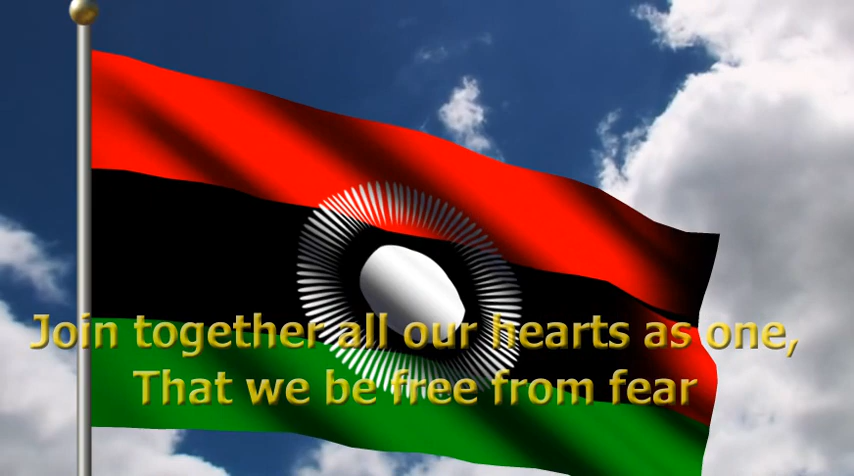 Join together all our hearts as one,
That we be free from fear